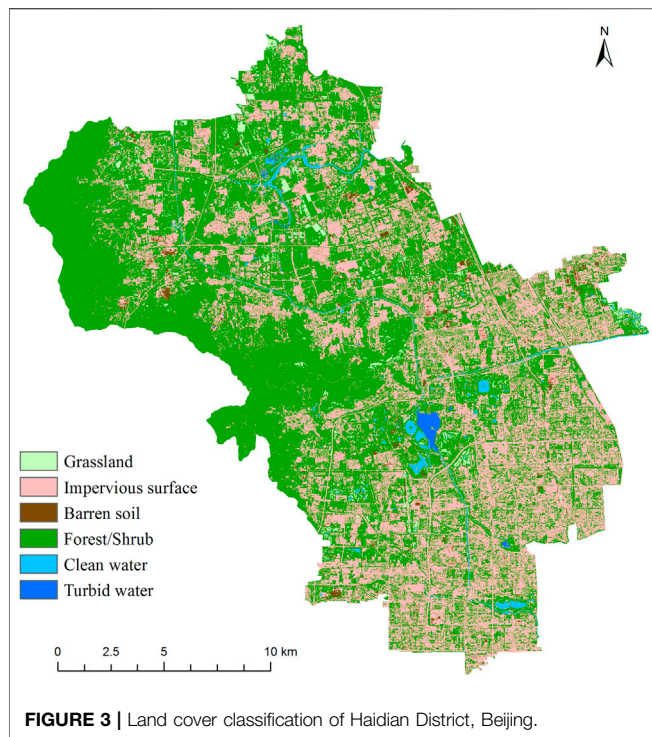 N
Grassland
Impervious surface
Barren soil
Forest/Shrub
Clean water
Turbid water
0 2.5 5 10 km
FIGURE 3 | Land cover classification of Haidian District, Beijing.